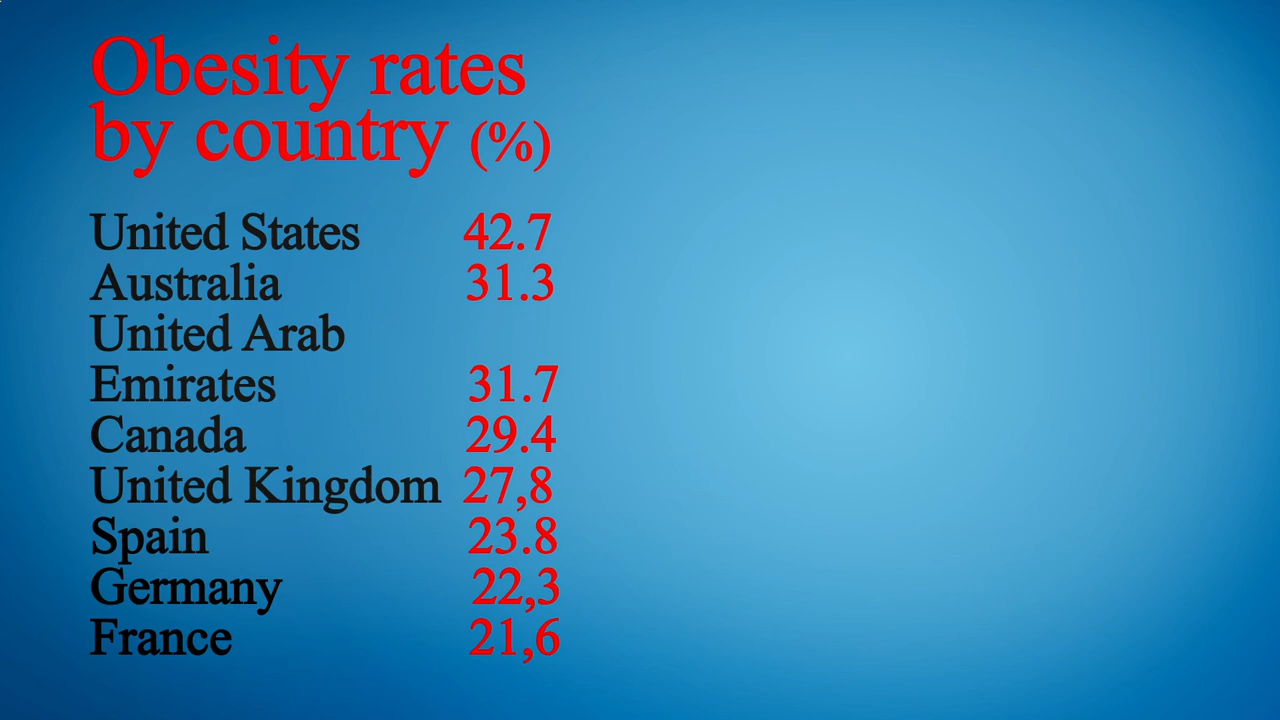 Obesity rates
by country (%)
United States 42.7
Australia 31.3
United Arab
Emirates 31.7
Canada 29.4
United Kingdom 27,8
Spain 23.8
Germany 22,3
France 21,6